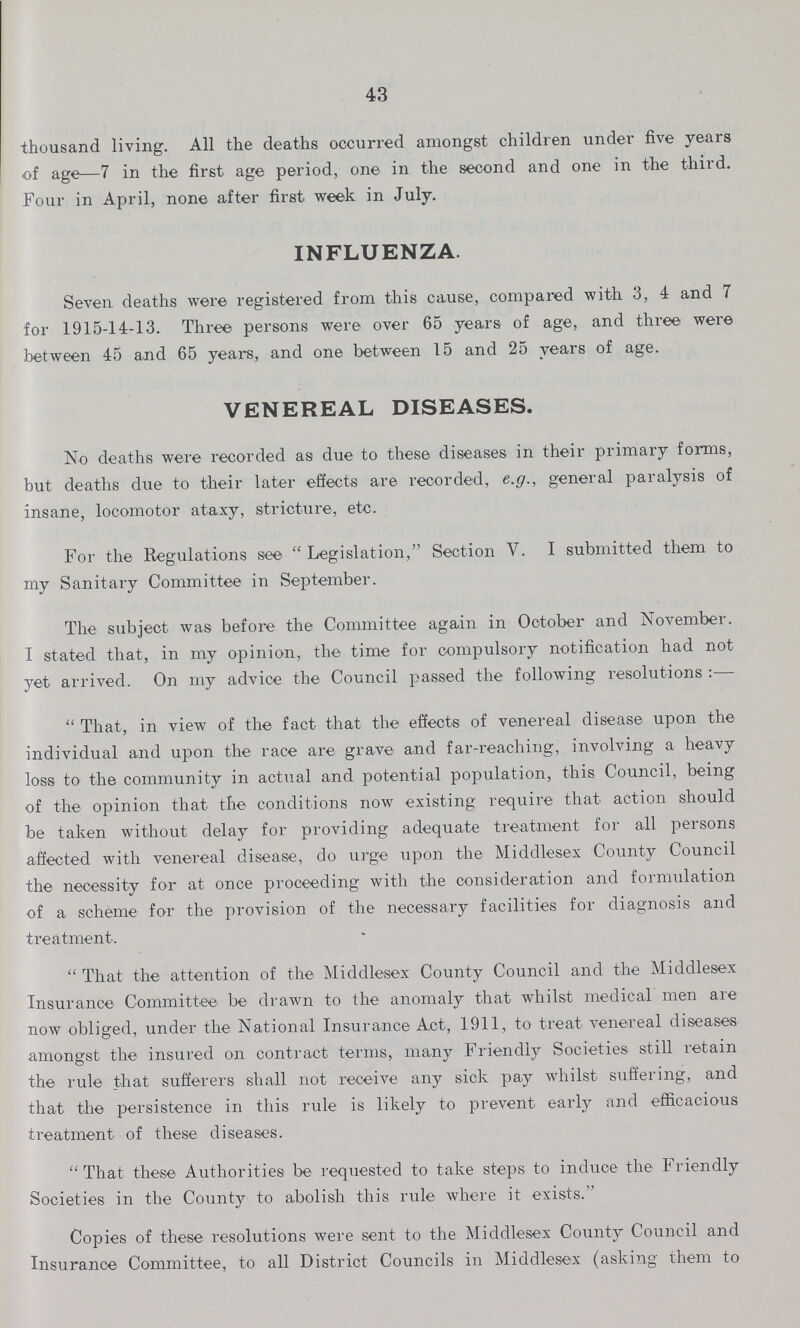 43
thousand living. All the deaths occurred amongst children under five years
of age—7 in the first age period, one in the second and one in the third.
Four in April, none after first week in July.
INFLUENZA.
Seven deaths were registered from this cause, compared with 3, 4 and 7
for 1915-14-13. Three persons were over 65 years of age, and three were
between 45 and 65 years, and one between 15 and 25 years of age.
VENEREAL DISEASES.
No deaths were recorded as due to these diseases in their primary forms,
but deaths due to their later effects are recorded, e.g., general paralysis of
insane, locomotor ataxy, stricture, etc.
For the Regulations see “ Legislation,” Section V. I submitted them to
my Sanitary Committee in September.
The subject was before the Committee again in October and November.
I stated that, in my opinion, the time for compulsory notification had not
yet arrived. On my advice the Council passed the following resolutions :—
“ That, in view of the fact that the effects of venereal disease upon the
individual and upon the race are grave and far-reaching, involving a heavy
loss to the community in actual and potential population, this Council, being
of the opinion that the conditions now existing require that action should
be taken without delay for providing adequate treatment for all persons
affected with venereal disease, do urge upon the Middlesex County Council
the necessity for at once proceeding with the consideration and formulation
of a scheme for the provision of the necessary facilities for diagnosis and
treatment.
“ That the attention of the Middlesex County Council and the Middlesex
Insurance Committee be drawn to the anomaly that whilst medical men are
now obliged, under the National Insurance Act, 1911, to treat venereal diseases
amongst the insured on contract terms, many Friendly Societies still retain
the rule that sufferers shall not receive any sick pay whilst suffering, and
that the persistence in this rule is likely to prevent early and efficacious
treatment of these diseases.
“ That these Authorities be requested to take steps to induce the Friendly
Societies in the County to abolish this rule where it exists.”
Copies of these resolutions were sent to the Middlesex County Council and
Insurance Committee, to all District Councils in Middlesex (asking them to